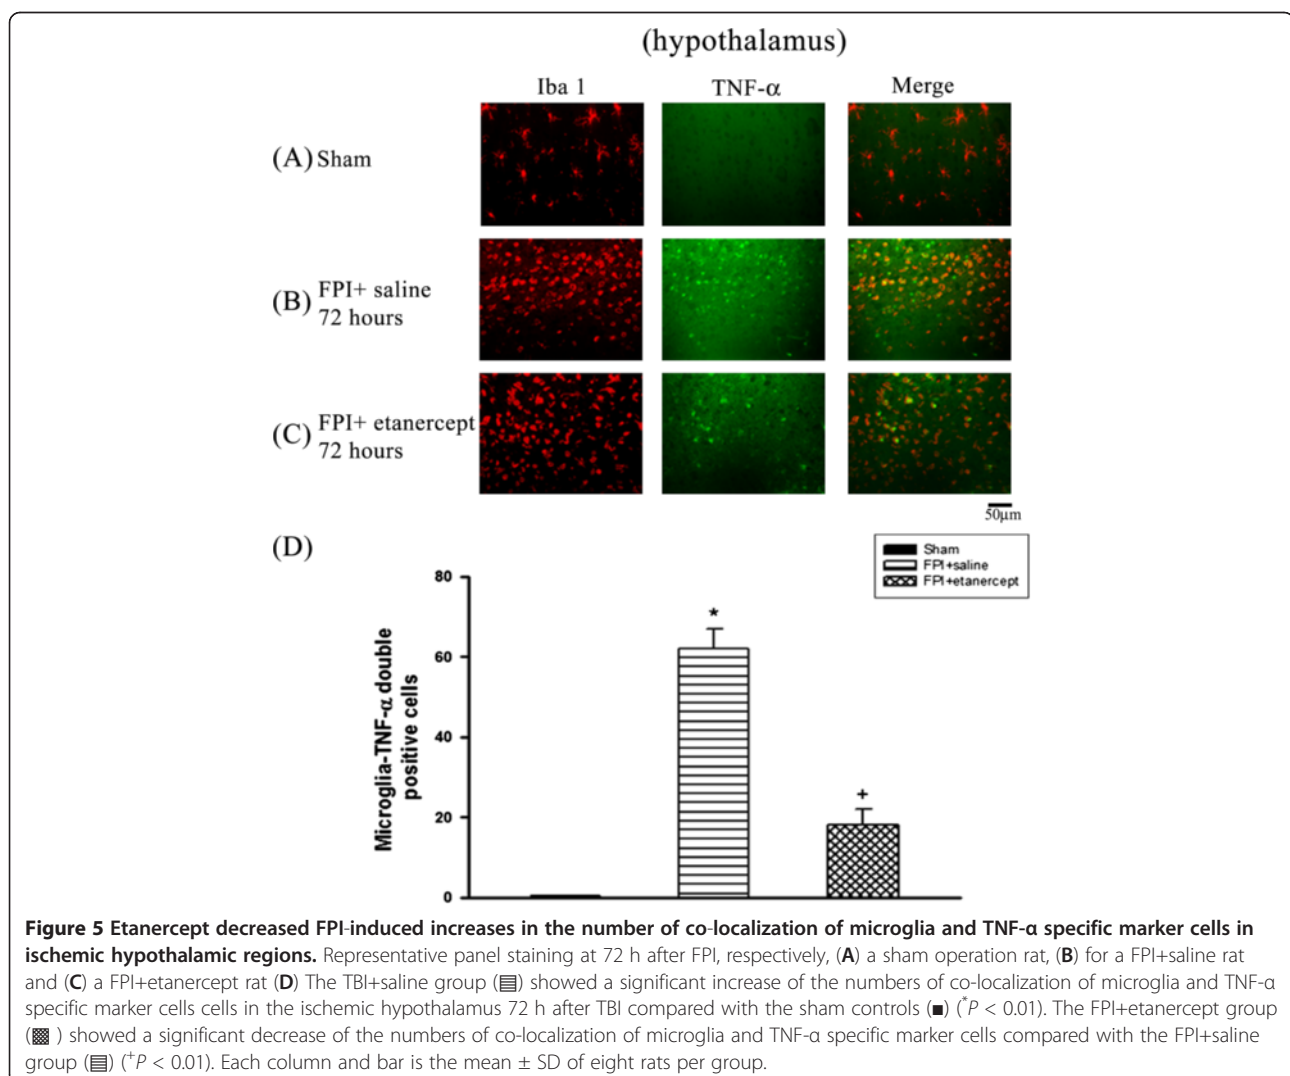 (hypothalamus)
Iba 1 TNF-α Merge
(A) Sham
(B) FPI+ saline
72 hours
(C) FPI+ etanercept
72 hours
50μm
(D)
Sham
FPI+saline
FPI+etanercept
80
60
40
20
0
*
+
Microglia-TNF-α double
positive cells
Figure 5 Etanercept decreased FPI-induced increases in the number of co-localization of microglia and TNF-α specific marker cells in
ischemic hypothalamic regions. Representative panel staining at 72 h after FPI, respectively, (A) a sham operation rat, (B) for a FPI+saline rat
and (C) a FPI+etanercept rat (D) The TBI+saline group (▤) showed a significant increase of the numbers of co-localization of microglia and TNF-α
specific marker cells cells in the ischemic hypothalamus 72 h after TBI compared with the sham controls (■) (*P < 0.01). The FPI+etanercept group
(▩ ) showed a significant decrease of the numbers of co-localization of microglia and TNF-α specific marker cells compared with the FPI+saline
group (▤) (+P < 0.01). Each column and bar is the mean ± SD of eight rats per group.